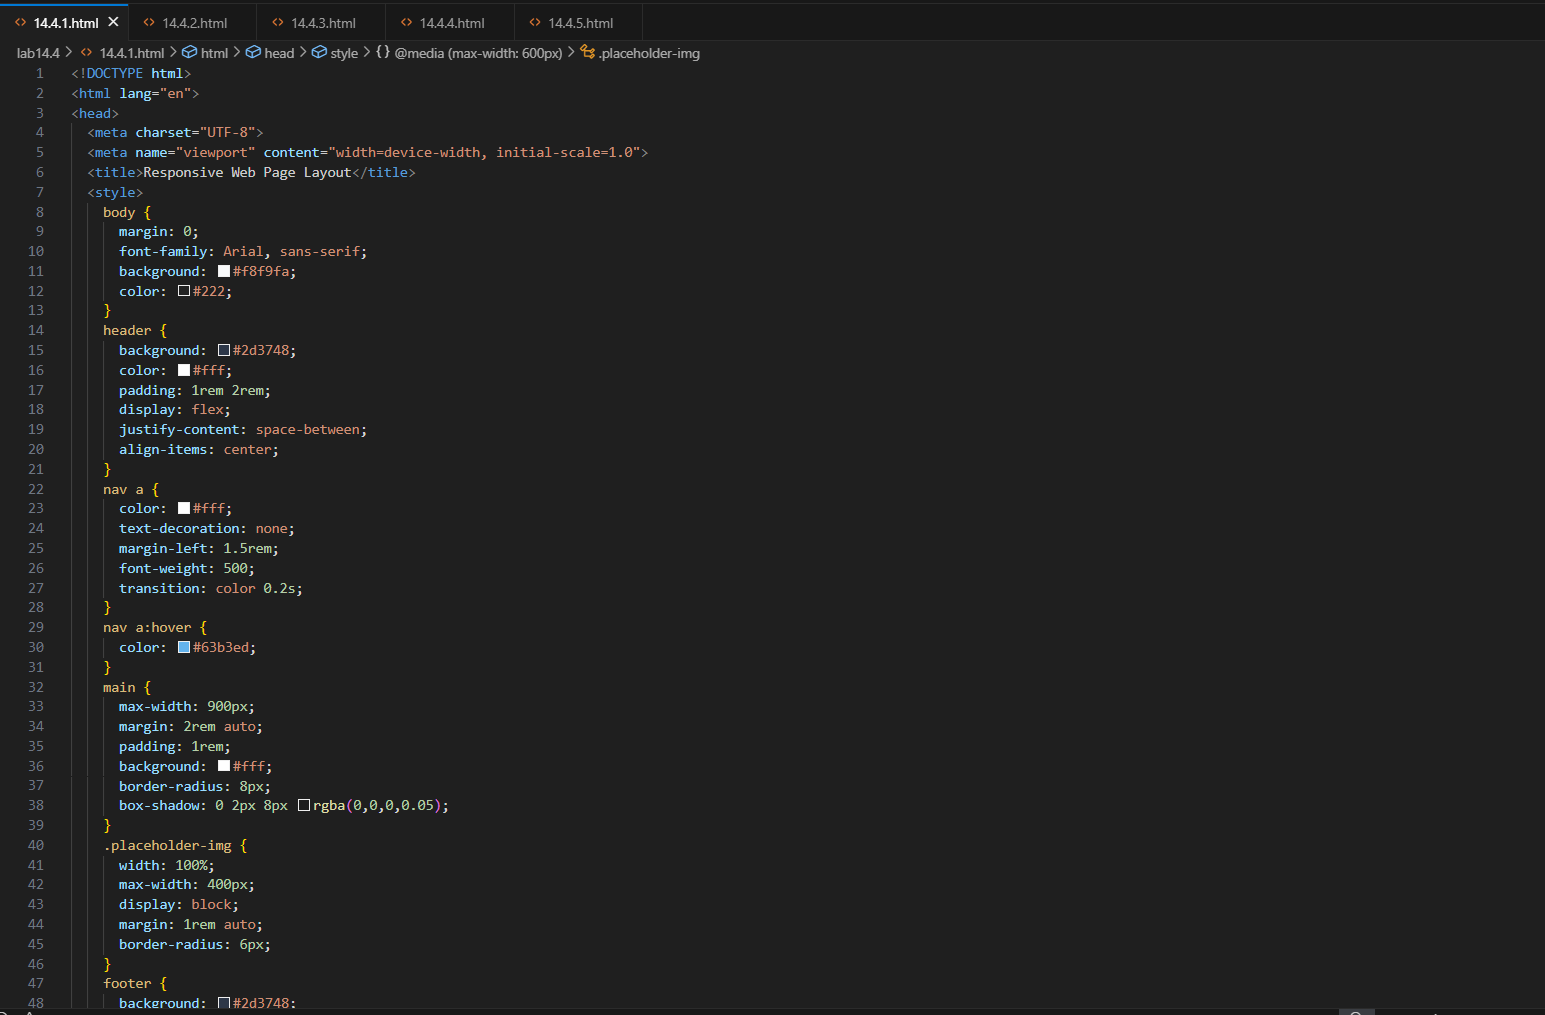 14.4.1.html 14.4.2.html 14.4.3.html 14.4.4.html 14.4.5.html
lab14.4 > 14.4.1.html > html > head > style > {} @media (max-width: 600px) > .placeholder-img
1 <!DOCTYPE html>
2 <html lang="en">
3 <head>
4 <meta charset="UTF-8">
5 <meta name="viewport" content="width=device-width, initial-scale=1.0">
6 <title>Responsive Web Page Layout</title>
7 <style>
8 body {
9 margin: 0;
10 font-family: Arial, sans-serif;
11 background: #f8f9fa;
12 color: #222;
13 }
14 header {
15 background: #2d3748;
16 color: #fff;
17 padding: 1rem 2rem;
18 display: flex;
19 justify-content: space-between;
20 align-items: center;
21 }
22 nav a {
23 color: #fff;
24 text-decoration: none;
25 margin-left: 1.5rem;
26 font-weight: 500;
27 transition: color 0.2s;
28 }
29 nav a:hover {
30 color: #63b3ed;
31 }
32 main {
33 max-width: 900px;
34 margin: 2rem auto;
35 padding: 1rem;
36 background: #fff;
37 border-radius: 8px;
38 box-shadow: 0 2px 8px rgba(0,0,0,0.05);
39 }
40 .placeholder-img {
41 width: 100%;
42 max-width: 400px;
43 display: block;
44 margin: 1rem auto;
45 border-radius: 6px;
46 }
47 footer {
48 background: #2d3748;